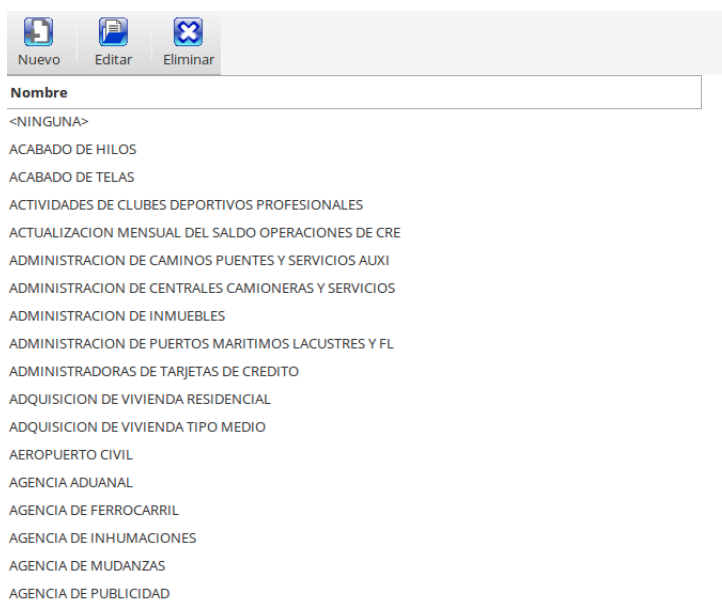 Nuevo Editar Eliminar
Nombre
<NINGUNA>
ACABADO DE HILOS
ACABADO DE TELAS
ACTIVIDADES DE CLUBES DEPORTIVOS PROFESIONALES
ACTUALIZACION MENSUAL DEL SALDO OPERACIONES DE CRE
ADMINISTRACION DE CAMINOS PUENTES Y SERVICIOS AUXI
ADMINISTRACION DE CENTRALES CAMIONERAS Y SERVICIOS
ADMINISTRACION DE INMUEBLES
ADMINISTRACION DE PUERTOS MARITIMOS LACUSTRES Y FL
ADMINISTRADORAS DE TARJETAS DE CREDITO
ADQUISICION DE VIVIENDA RESIDENCIAL
ADQUISICION DE VIVIENDA TIPO MEDIO
AEROPUERTO CIVIL
AGENCIA ADUANAL
AGENCIA DE FERROCARRIL
AGENCIA DE INHUMACIONES
AGENCIA DE MUDANZAS
AGENCIA DE PUBLICIDAD